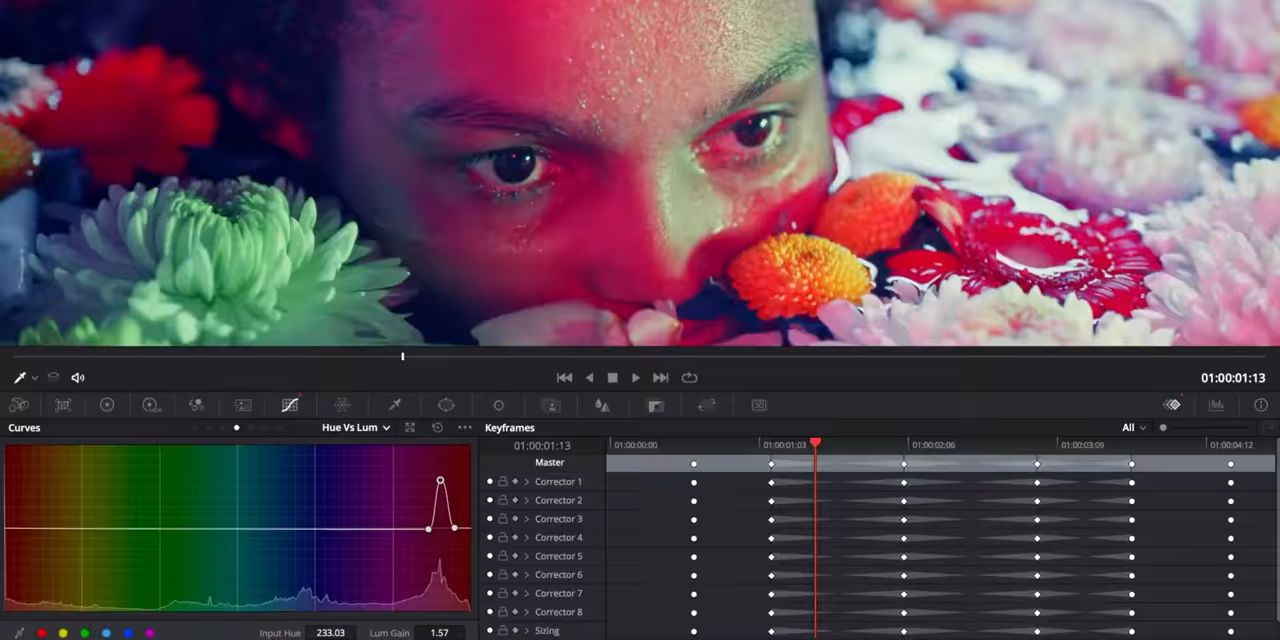 01:00:01:13
3D
Curves
Hue Vs Lum
Keyframes
All
01:00:01:13
01:00:00:00
01:00:01:03
01:00:02:06
01:00:03:09
01:00:04:12
Master
Corrector 1
Corrector 2
Corrector 3
Corrector 4
Corrector 5
Corrector 6
Corrector 7
Corrector 8
Sizing
Input Hue 233.03 Lum Gain 1.57